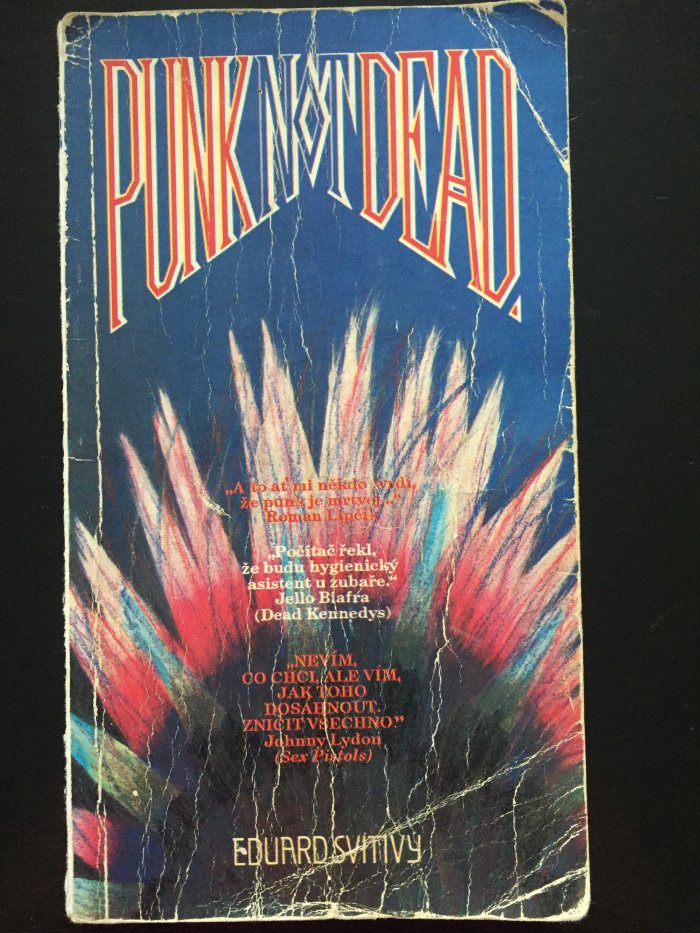 PUNK NOT DEAD.
„A to ať mi někdo
že punk je mrtvej..."
Roman
„Počítač řekl,
že budu hygienický
asistent u zubaře."
Jello Biafra
(Dead Kennedys)
„NEVÍM,
CO CHCI, ALE VÍM,
JAK TOHO
DOSÁHNOUT.
ZNIČIT VŠECHNO."
Johnny Lydon
(Sex Pistols)
EDUARD SVÍTIVÝ